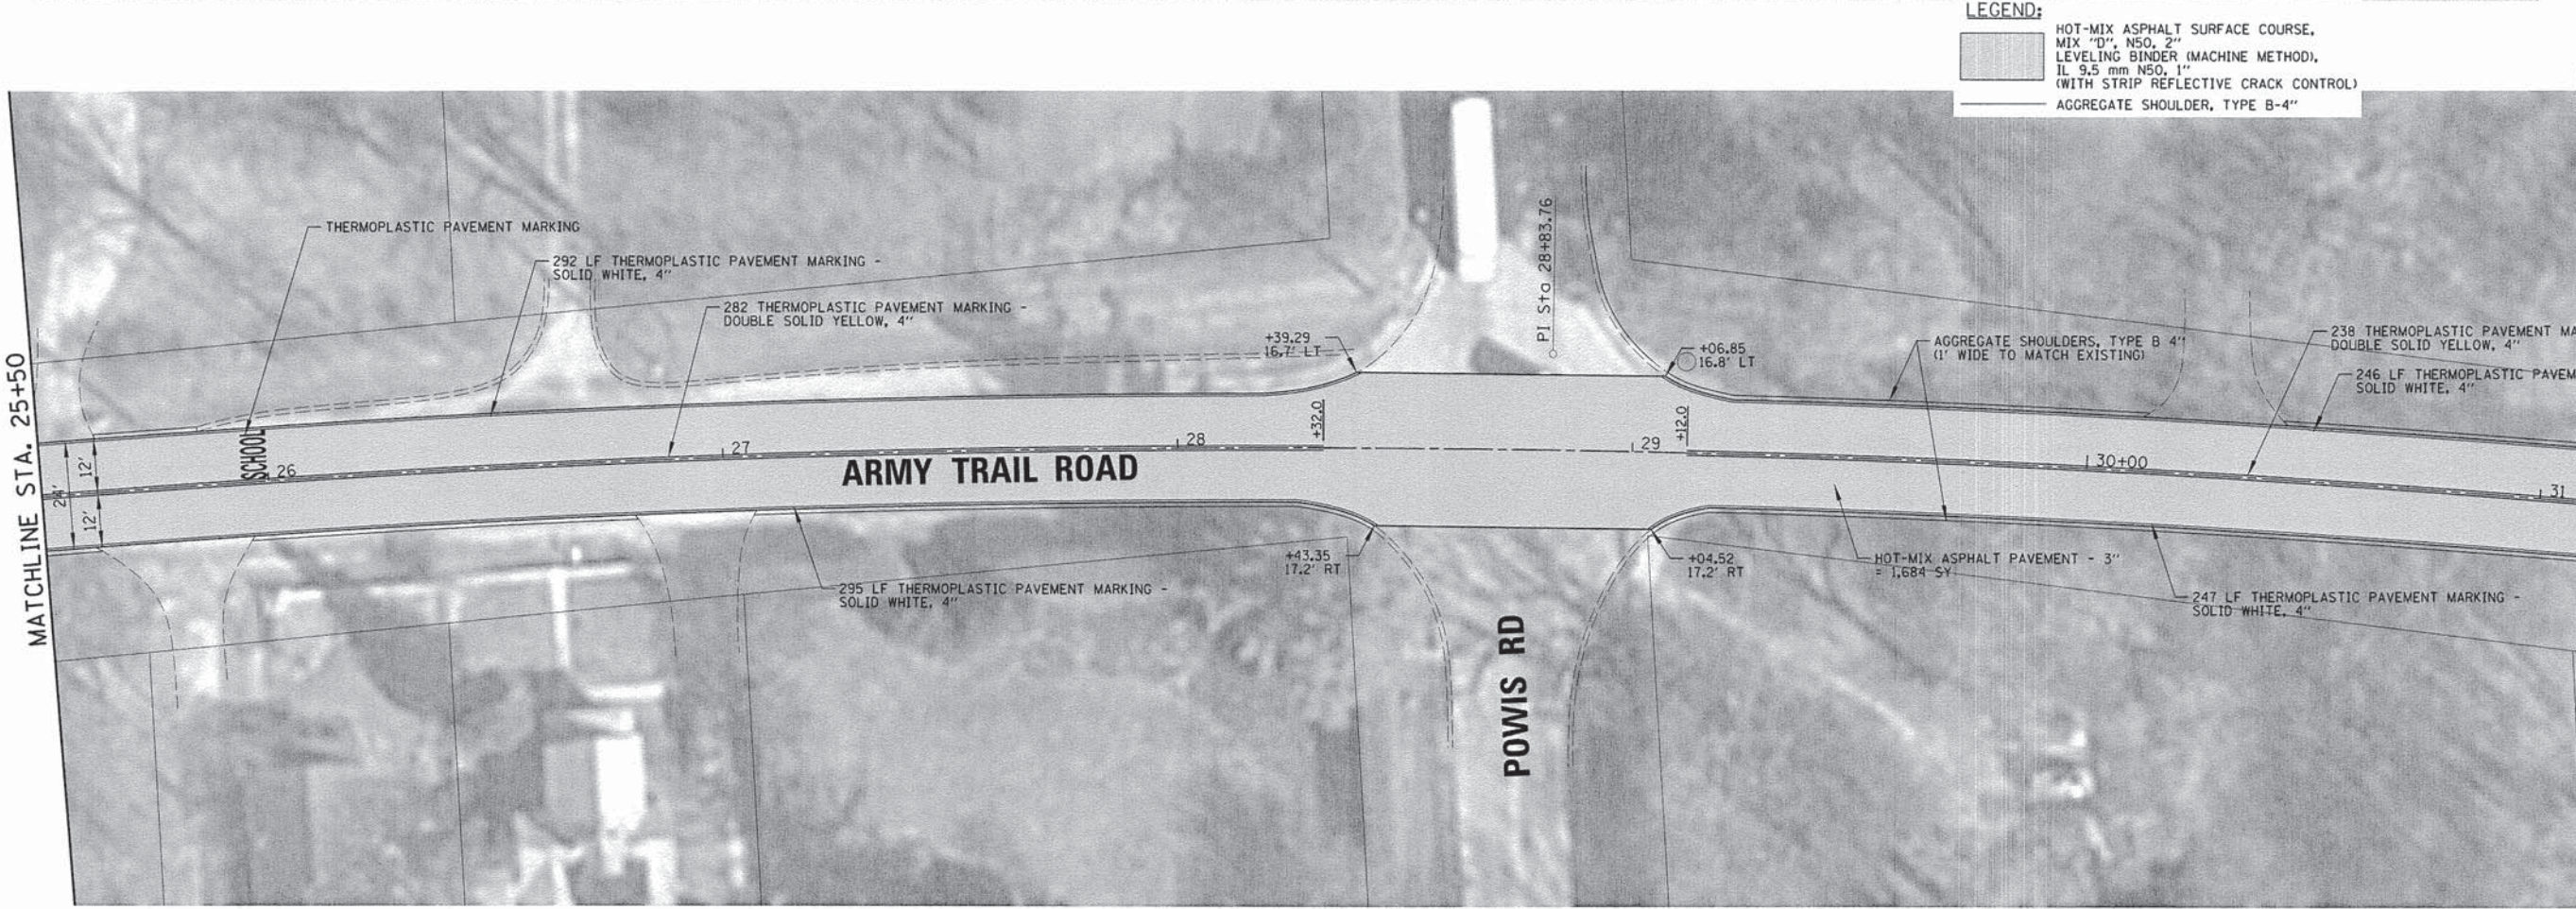 LEGEND:
HOT-MIX ASPHALT SURFACE COURSE,
MIX "D", N50, 2"
LEVELING BINDER (MACHINE METHOD),
IL 9.5 mm N50, 1"
(WITH STRIP REFLECTIVE CRACK CONTROL)
AGGREGATE SHOULDER, TYPE B-4"
MATCHLINE STA. 25+50
THERMOPLASTIC PAVEMENT MARKING
292 LF THERMOPLASTIC PAVEMENT MARKING -
SOLID WHITE, 4"
282 THERMOPLASTIC PAVEMENT MARKING -
DOUBLE SOLID YELLOW, 4"
+39.29
16.7' LT
PI Sta 28+83.76
+06.85
16.8' LT
AGGREGATE SHOULDERS, TYPE B 4"
(1' WIDE TO MATCH EXISTING)
238 THERMOPLASTIC PAVEMENT MA
DOUBLE SOLID YELLOW, 4"
246 LF THERMOPLASTIC PAVEM
SOLID WHITE, 4"
24'
12'
12'
SCHOOL
26
27
28
+32.0
29
+12.0
30+00
31
ARMY TRAIL ROAD
+43.35
17.2' RT
+04.52
17.2' RT
HOT-MIX ASPHALT PAVEMENT - 3"
= 1,684 SY
295 LF THERMOPLASTIC PAVEMENT MARKING -
SOLID WHITE, 4"
247 LF THERMOPLASTIC PAVEMENT MARKING -
SOLID WHITE, 4"
POWIS RD